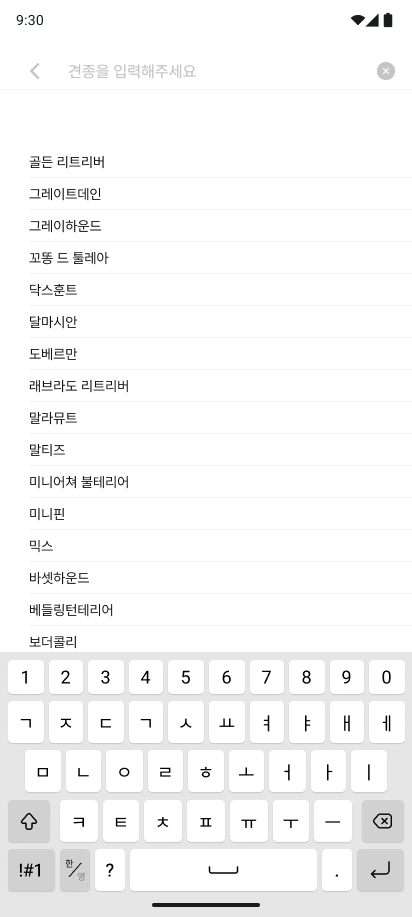 9:30
견종을 입력해주세요
골든 리트리버
그레이트데인
그레이하운드
꼬똥 드 툴레아
닥스훈트
달마시안
도베르만
래브라도 리트리버
말라뮤트
말티즈
미니어쳐 불테리어
미니핀
믹스
바셋하운드
베들링턴테리어
보더콜리
1 2 3 4 5 6 7 8 9 0
ㄱ ㅈ ㄷ ㄱ ㅅ ㅛ ㅕ ㅑ ㅐ ㅔ
ㅁ ㄴ ㅇ ㄹ ㅎ ㅗ ㅓ ㅏ ㅣ
ㅋ ㅌ ㅊ ㅍ ㅠ ㅜ ㅡ
!#1 한/영 ? .